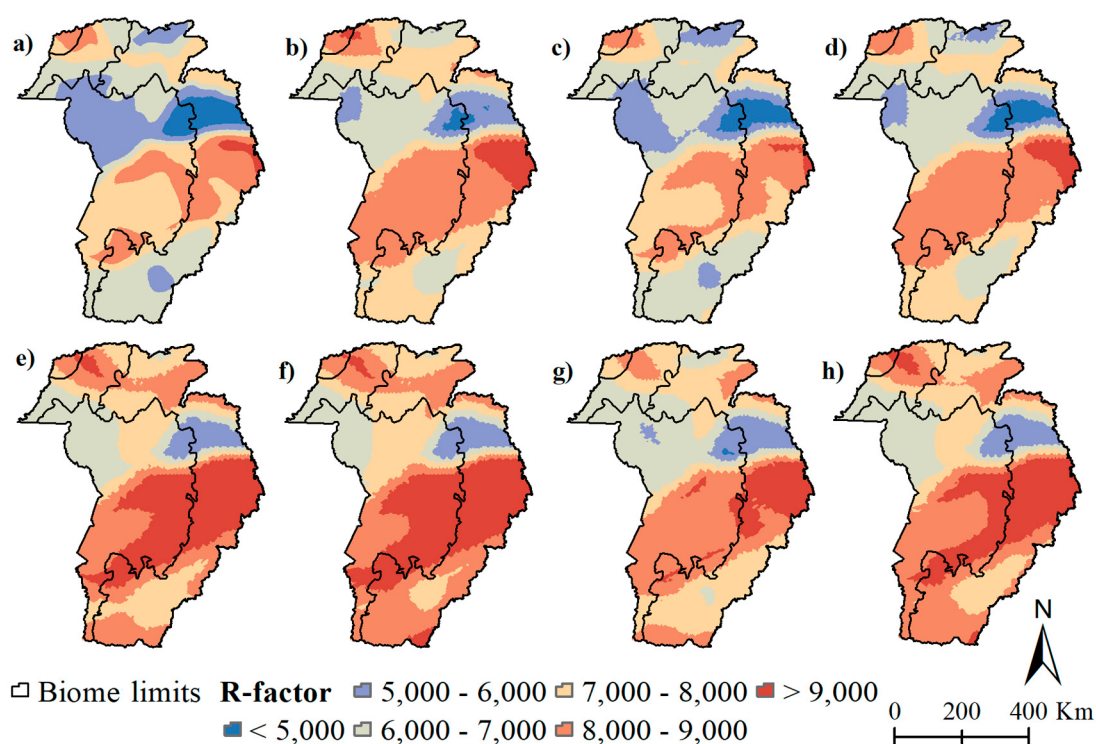 a) b) c) d)
e) f) g) h)
N
Biome limits R-factor 5,000 - 6,000 7,000 - 8,000 > 9,000
< 5,000 6,000 - 7,000 8,000 - 9,000
0 200 400 Km